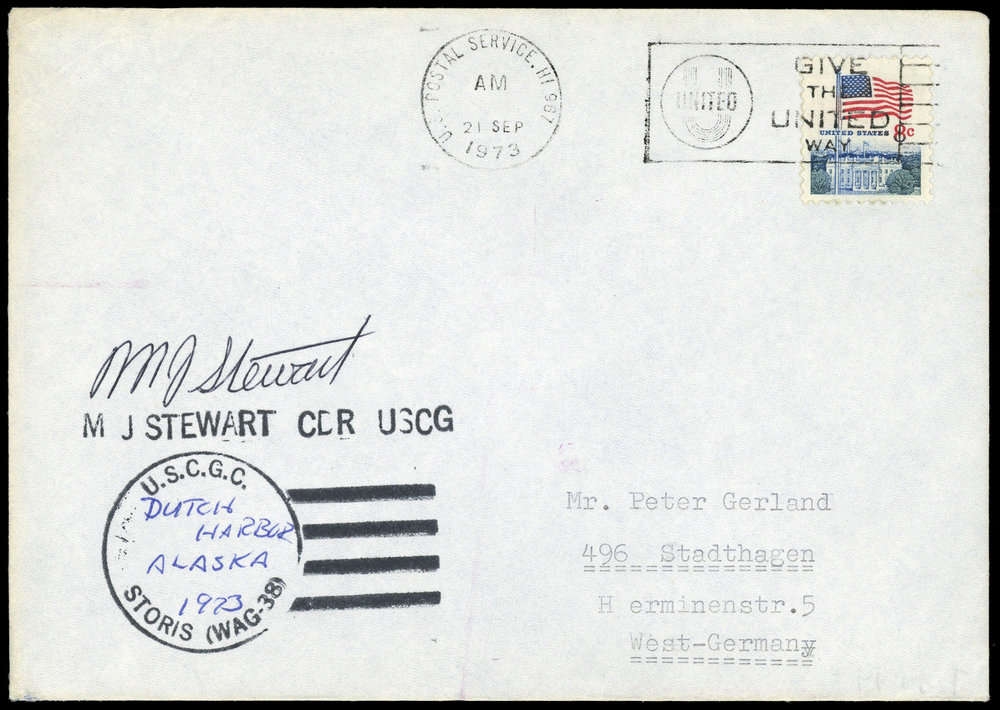 U.S. POSTAL SERVICE, HI 967
AM
21 SEP
1973
UNITED
GIVE
THE
UNITED
WAY
UNITED STATES 8c
M J Stewart
M J STEWART CDR USCG
U.S.C.G.C.
DUTCH
HARBOR
ALASKA
1973
STORIS (WAG-38)
Mr. Peter Gerland
496 Stadthagen
H erminenstr.5
West-Germany